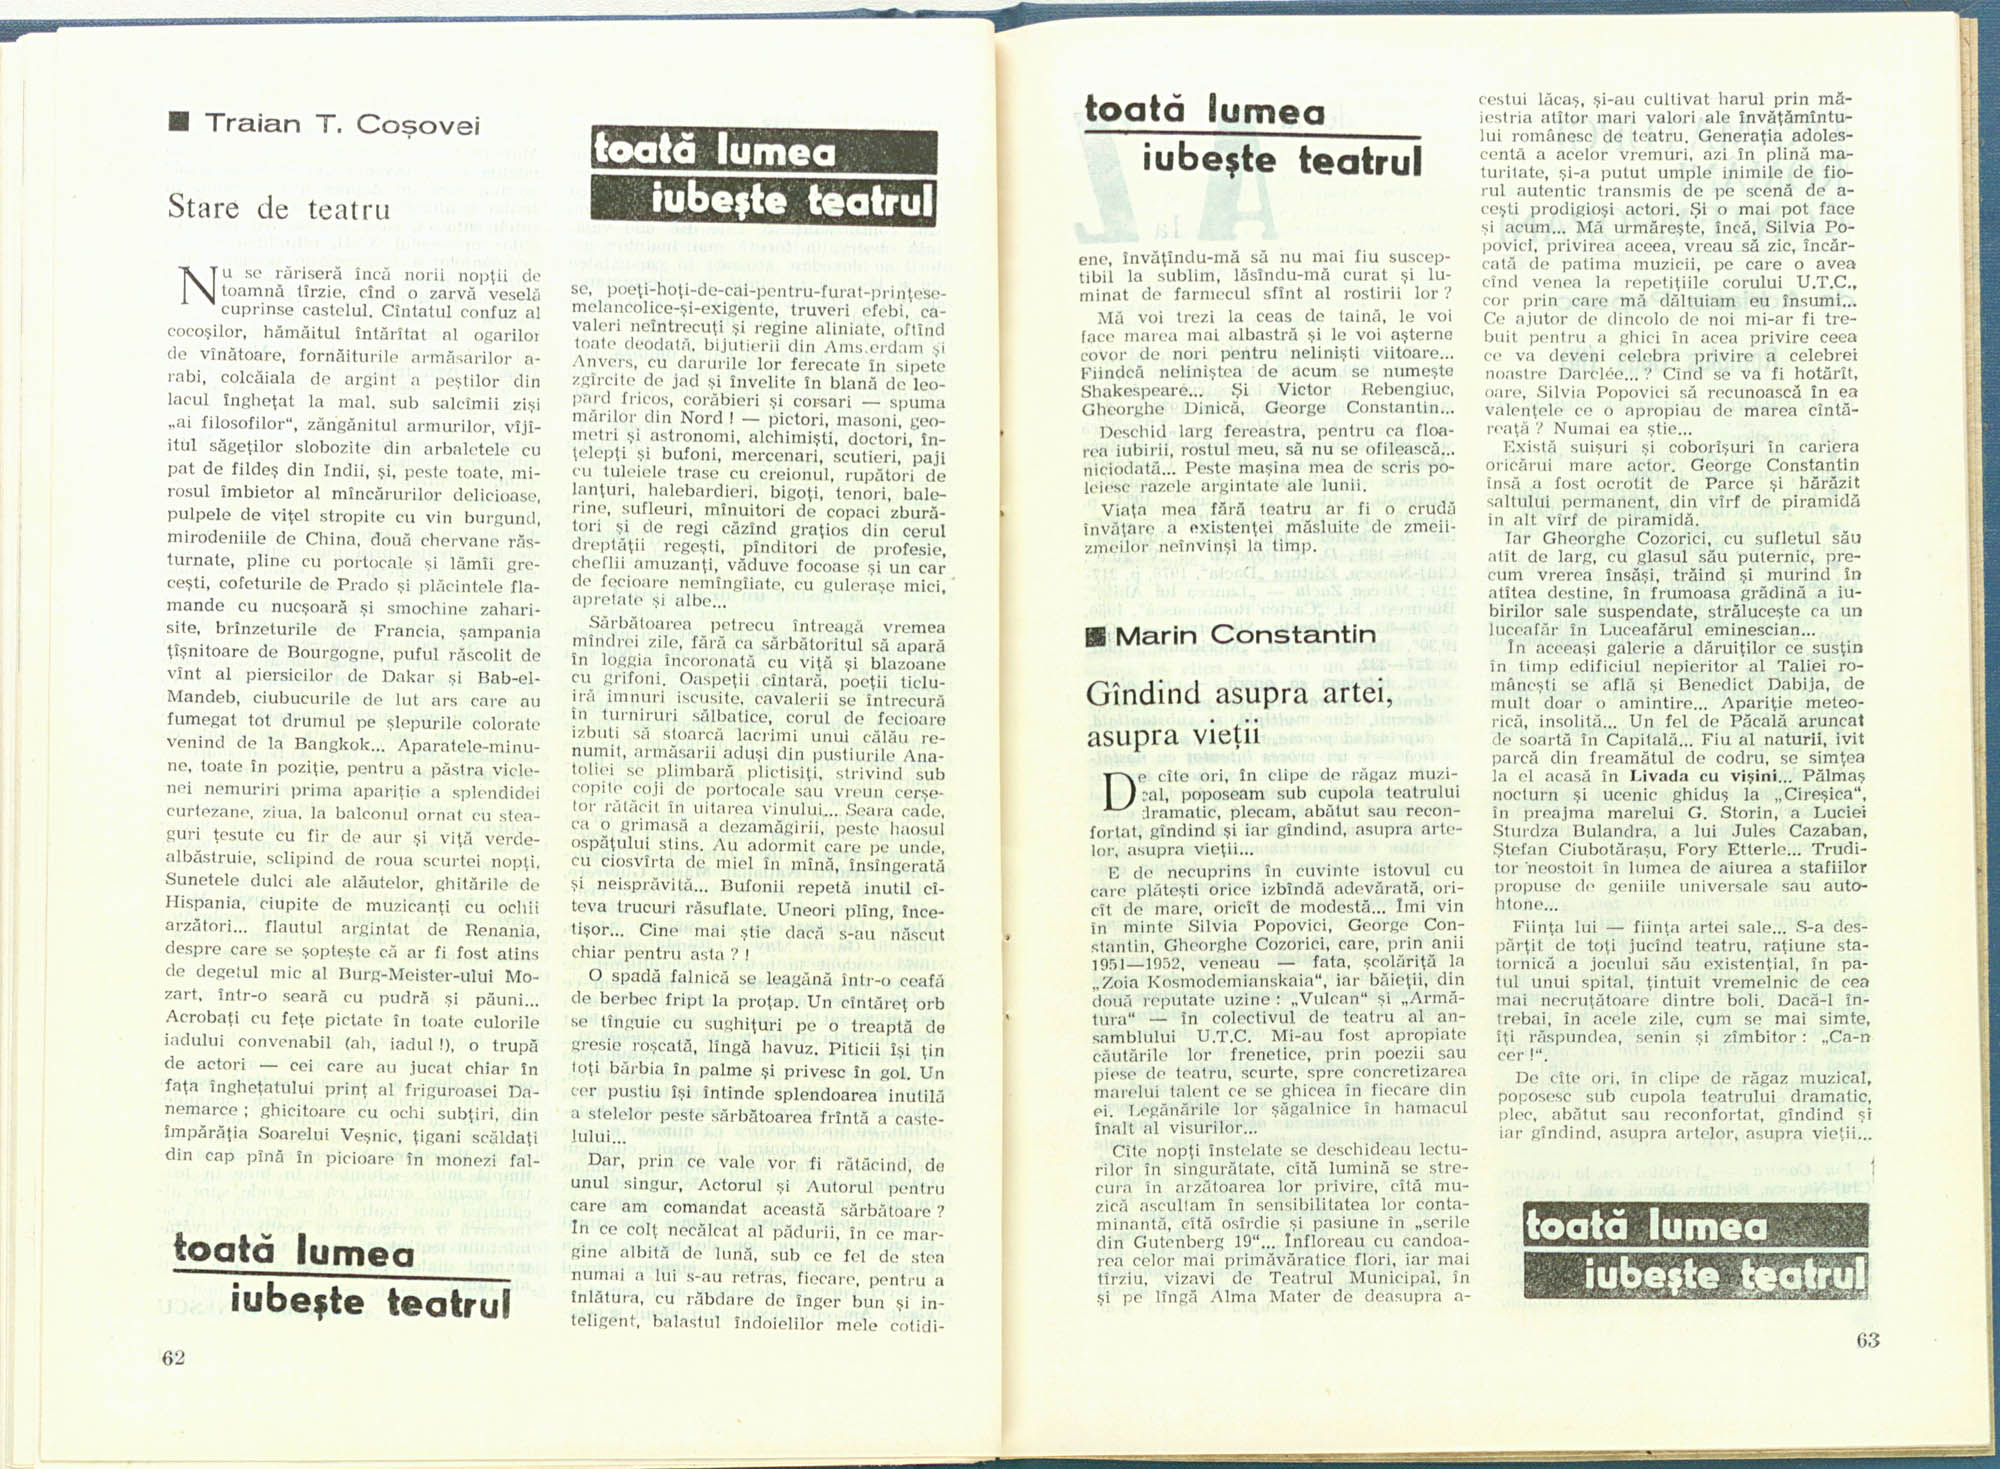 ■ Traian T. Coșovei
Stare de teatru
Nu se răriseră încă norii nopții de
toamnă tîrzie, cînd o zarvă veselă
cuprinse castelul. Cîntatul confuz al
cocoșilor, hămăitul întărîtat al ogarilor
de vînătoare, fornăiturile armăsarilor a-
rabi, colcăiala de argint a peștilor din
lacul înghețat la mal, sub salcîmii ziși
„ai filosofilor“, zăngănitul armurilor, vîjî-
itul săgeților slobozite din arbaletele cu
pat de fildeș din Indii, și, peste toate, mi-
rosul îmbietor al mîncărurilor delicioase,
pulpele de vițel stropite cu vin burgund,
mirodeniile de China, două chervane răs-
turnate, pline cu portocale și lămîi gre-
cești, cofeturile de Prado și plăcintele fla-
mande cu nucșoară și smochine zahari-
site, brînzeturile de Francia, șampania
țîșnitoare de Bourgogne, puful răscolit de
vînt al piersicilor de Dakar și Bab-el-
Mandeb, ciubucurile de lut ars care au
fumegat tot drumul pe șlepurile colorate
venind de la Bangkok... Aparatele-minu-
ne, toate în poziție, pentru a păstra vicle-
nei nemuriri prima apariție a splendidei
curtezane, ziua, la balconul ornat cu stea-
guri țesute cu fir de aur și viță verde-
albăstruie, sclipind de roua scurtei nopți,
Sunetele dulci ale alăutelor, ghitările de
Hispania, ciupite de muzicanți cu ochii
arzători... flautul argintat de Renania,
despre care se șoptește că ar fi fost atins
de degetul mic al Burg-Meister-ului Mo-
zart, într-o seară cu pudră și păuni...
Acrobați cu fețe pictate în toate culorile
iadului convenabil (ah, iadul !), o trupă
de actori — cei care au jucat chiar în
fața înghețatului prinț al friguroasei Da-
nemarce ; ghicitoare cu ochi subțiri, din
împărăția Soarelui Veșnic, țigani scăldați
din cap pînă în picioare în monezi fal-
toată lumea
iubește teatrul
62
toată lumea
iubește teatrul
se, poeți-hoți-de-cai-pentru-furat-prințese-
melancolice-și-exigente, truveri efebi, ca-
valeri neîntrecuți și regine aliniate, oftînd
toate deodată, bijutierii din Ams.erdam și
Anvers, cu darurile lor ferecate în sipete
zgîrcite de jad și învelite în blană de leo-
pard fricos, corăbieri și corsari — spuma
mărilor din Nord ! — pictori, masoni, geo-
metri și astronomi, alchimiști, doctori, în-
țelepți și bufoni, mercenari, scutieri, paji
cu tuleiele trase cu creionul, rupători de
lanțuri, halebardieri, bigoți, tenori, bale-
rine, sufleuri, mînuitori de copaci zbură-
tori și de regi căzînd grațios din cerul
dreptății regești, pînditori de profesie,
cheflii amuzanți, văduve focoase și un car
de fecioare nemîngîiate, cu gulerașe mici,
apretate și albe...
Sărbătoarea petrecu întreagă vremea
mîndrei zile, fără ca sărbătoritul să apară
în loggia încoronată cu viță și blazoane
cu grifoni. Oaspeții cîntară, poeții ticlu-
iră imnuri iscusite, cavalerii se întrecură
în turniruri sălbatice, corul de fecioare
izbuti să stoarcă lacrimi unui călău re-
numit, armăsarii aduși din pustiurile Ana-
toliei se plimbară plictisiți, strivind sub
copite coji de portocale sau vreun cerșe-
tor rătăcit în uitarea vinului... Seara cade,
ca o grimasă a dezamăgirii, peste haosul
ospățului stins. Au adormit care pe unde,
cu ciosvîrta de miel în mînă, însîngerată
și neisprăvită... Bufonii repetă inutil cî-
teva trucuri răsuflate. Uneori plîng, înce-
tișor... Cine mai știe dacă s-au născut
chiar pentru asta ? !
O spadă falnică se leagănă într-o ceafă
de berbec fript la proțap. Un cîntăreț orb
se tînguie cu sughițuri pe o treaptă de
gresie roșcată, lîngă havuz. Piticii își țin
toți bărbia în palme și privesc în gol. Un
cer pustiu își întinde splendoarea inutilă
a stelelor peste sărbătoarea frîntă a caste-
lului...
Dar, prin ce vale vor fi rătăcind, de
unul singur, Actorul și Autorul pentru
care am comandat această sărbătoare ?
În ce colț necălcat al pădurii, în ce mar-
gine albită de lună, sub ce fel de stea
numai a lui s-au retras, fiecare, pentru a
înlătura, cu răbdare de înger bun și in-
teligent, balastul îndoielilor mele cotidi-
toată lumea
iubește teatrul
ene, învățîndu-mă să nu mai fiu suscep-
tibil la sublim, lăsîndu-mă curat și lu-
minat de farmecul sfînt al rostirii lor ?
Mă voi trezi la ceas de taină, le voi
face marea mai albastră și le voi așterne
covor de nori pentru neliniști viitoare...
Fiindcă neliniștea de acum se numește
Shakespeare... Și Victor Rebengiuc,
Gheorghe Dinică, George Constantin...
Deschid larg fereastra, pentru ca floa-
rea iubirii, rostul meu, să nu se ofilească...
niciodată... Peste mașina mea de scris po-
leiesc razele argintate ale lunii.
Viața mea fără teatru ar fi o crudă
învățare a existenței măsluite de zmeii-
zmeilor neînvinși la timp.
■ Marin Constantin
Gîndind asupra artei,
asupra vieții
De cîte ori, în clipe de răgaz muzi-
cal, poposeam sub cupola teatrului
dramatic, plecam, abătut sau recon-
fortat, gîndind și iar gîndind, asupra arte-
lor, asupra vieții...
E de necuprins în cuvinte istovul cu
care plătești orice izbîndă adevărată, ori-
cît de mare, oricît de modestă... Îmi vin
în minte Silvia Popovici, George Con-
stantin, Gheorghe Cozorici, care, prin anii
1951—1952, veneau — fata, școlăriță la
„Zoia Kosmodemianskaia“, iar băieții, din
două reputate uzine : „Vulcan“ și „Armă-
tura“ — în colectivul de teatru al an-
samblului U.T.C. Mi-au fost apropiate
căutările lor frenetice, prin poezii sau
piese de teatru, scurte, spre concretizarea
marelui talent ce se ghicea în fiecare din
ei. Legănările lor șăgalnice în hamacul
înalt al visurilor...
Cîte nopți înstelate se deschideau lectu-
rilor în singurătate, cîtă lumină se stre-
cura în arzătoarea lor privire, cîtă mu-
zică ascultam în sensibilitatea lor conta-
minantă, cîtă osîrdie și pasiune în „serile
din Gutenberg 19“... Înfloreau cu candoa-
rea celor mai primăvăratice flori, iar mai
tîrziu, vizavi de Teatrul Municipal, în
și pe lîngă Alma Mater de deasupra a-
cestui lăcaș, și-au cultivat harul prin mă-
iestria atîtor mari valori ale învățămîntu-
lui românesc de teatru. Generația adoles-
centă a acelor vremuri, azi în plină ma-
turitate, și-a putut umple inimile de fio-
rul autentic transmis de pe scenă de a-
cești prodigioși actori. Și o mai pot face
și acum... Mă urmărește, încă, Silvia Po-
povici, privirea aceea, vreau să zic, încăr-
cată de patima muzicii, pe care o avea
cînd venea la repetițiile corului U.T.C.,
cor prin care mă dăltuiam eu însumi...
Ce ajutor de dincolo de noi mi-ar fi tre-
buit pentru a ghici în acea privire ceea
ce va deveni celebra privire a celebrei
noastre Darclée... ? Cînd se va fi hotărît,
oare, Silvia Popovici să recunoască în ea
valențele ce o apropiau de marea cîntă-
reață ? Numai ea știe...
Există suișuri și coborîșuri în cariera
oricărui mare actor. George Constantin
însă a fost ocrotit de Parce și hărăzit
saltului permanent, din vîrf de piramidă
în alt vîrf de piramidă.
Iar Gheorghe Cozorici, cu sufletul său
atît de larg, cu glasul său puternic, pre-
cum vrerea însăși, trăind și murind în
atîtea destine, în frumoasa grădină a iu-
birilor sale suspendate, strălucește ca un
luceafăr în Luceafărul eminescian...
În aceeași galerie a dăruiților ce susțin
în timp edificiul nepieritor al Taliei ro-
mânești se află și Benedict Dabija, de
mult doar o amintire... Apariție meteo-
rică, insolită... Un fel de Păcală aruncat
de soartă în Capitală... Fiu al naturii, ivit
parcă din freamătul de codru, se simțea
la el acasă în Livada cu vișini... Pălmaș
nocturn și ucenic ghiduș la „Cireșica“,
în preajma marelui G. Storin, a Luciei
Sturdza Bulandra, a lui Jules Cazaban,
Ștefan Ciubotărașu, Fory Etterle... Trudi-
tor neostoit în lumea de aiurea a stafiilor
propuse de geniile universale sau auto-
htone...
Ființa lui — ființa artei sale... S-a des-
părțit de toți jucînd teatru, rațiune sta-
tornică a jocului său existențial, în pa-
tul unui spital, țintuit vremelnic de cea
mai necruțătoare dintre boli. Dacă-l în-
trebai, în acele zile, cum se mai simte,
îți răspundea, senin și zîmbitor : „Ca-n
cer !“.
De cîte ori, în clipe de răgaz muzical,
poposesc sub cupola teatrului dramatic,
plec, abătut sau reconfortat, gîndind și
iar gîndind, asupra artelor, asupra vieții...
toată lumea
iubește teatrul
63